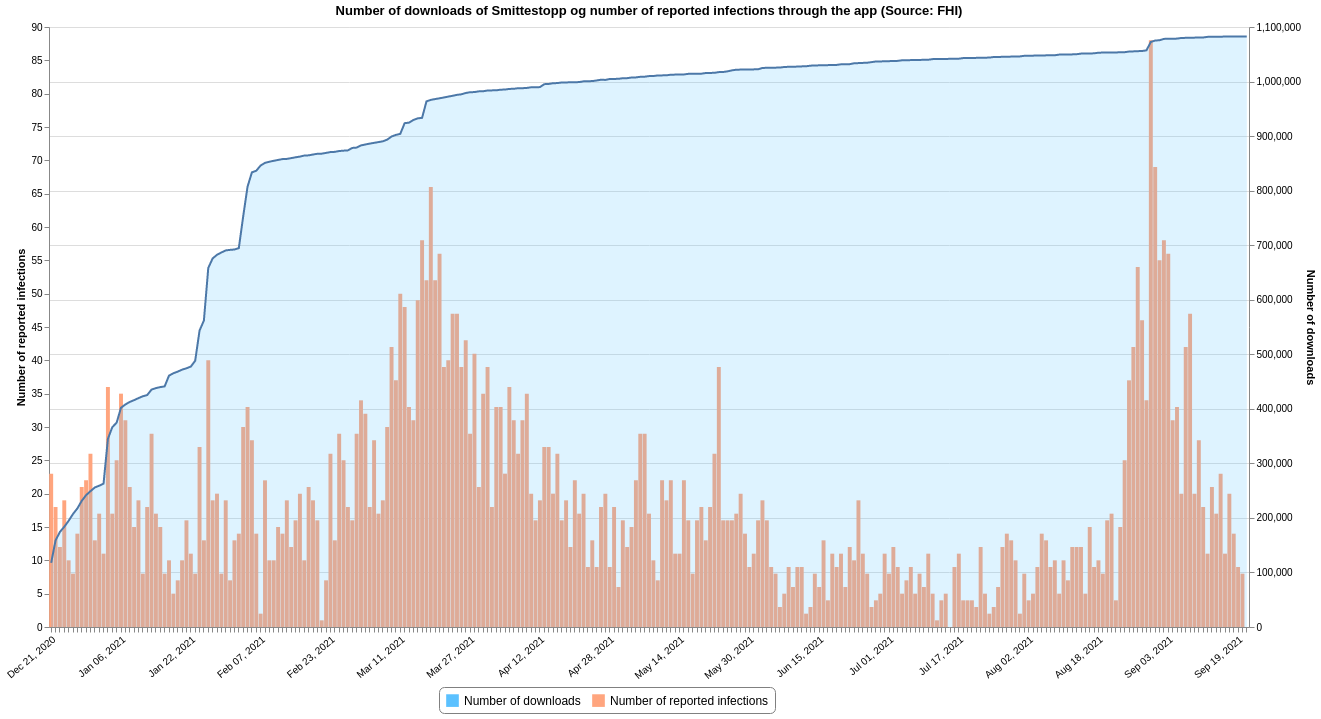 Number of downloads of Smittestopp og number of reported infections through the app (Source: FHI)
Number of reported infections
90
85
80
75
70
65
60
55
50
45
40
35
30
25
20
15
10
5
0
1,100,000
1,000,000
900,000
800,000
700,000
600,000
500,000
400,000
300,000
200,000
100,000
0
Number of downloads
Dec 21, 2020
Jan 06, 2021
Jan 22, 2021
Feb 07, 2021
Feb 23, 2021
Mar 11, 2021
Mar 27, 2021
Apr 12, 2021
Apr 28, 2021
May 14, 2021
May 30, 2021
Jun 15, 2021
Jul 01, 2021
Jul 17, 2021
Aug 02, 2021
Aug 18, 2021
Sep 03, 2021
Sep 19, 2021
Number of downloads Number of reported infections